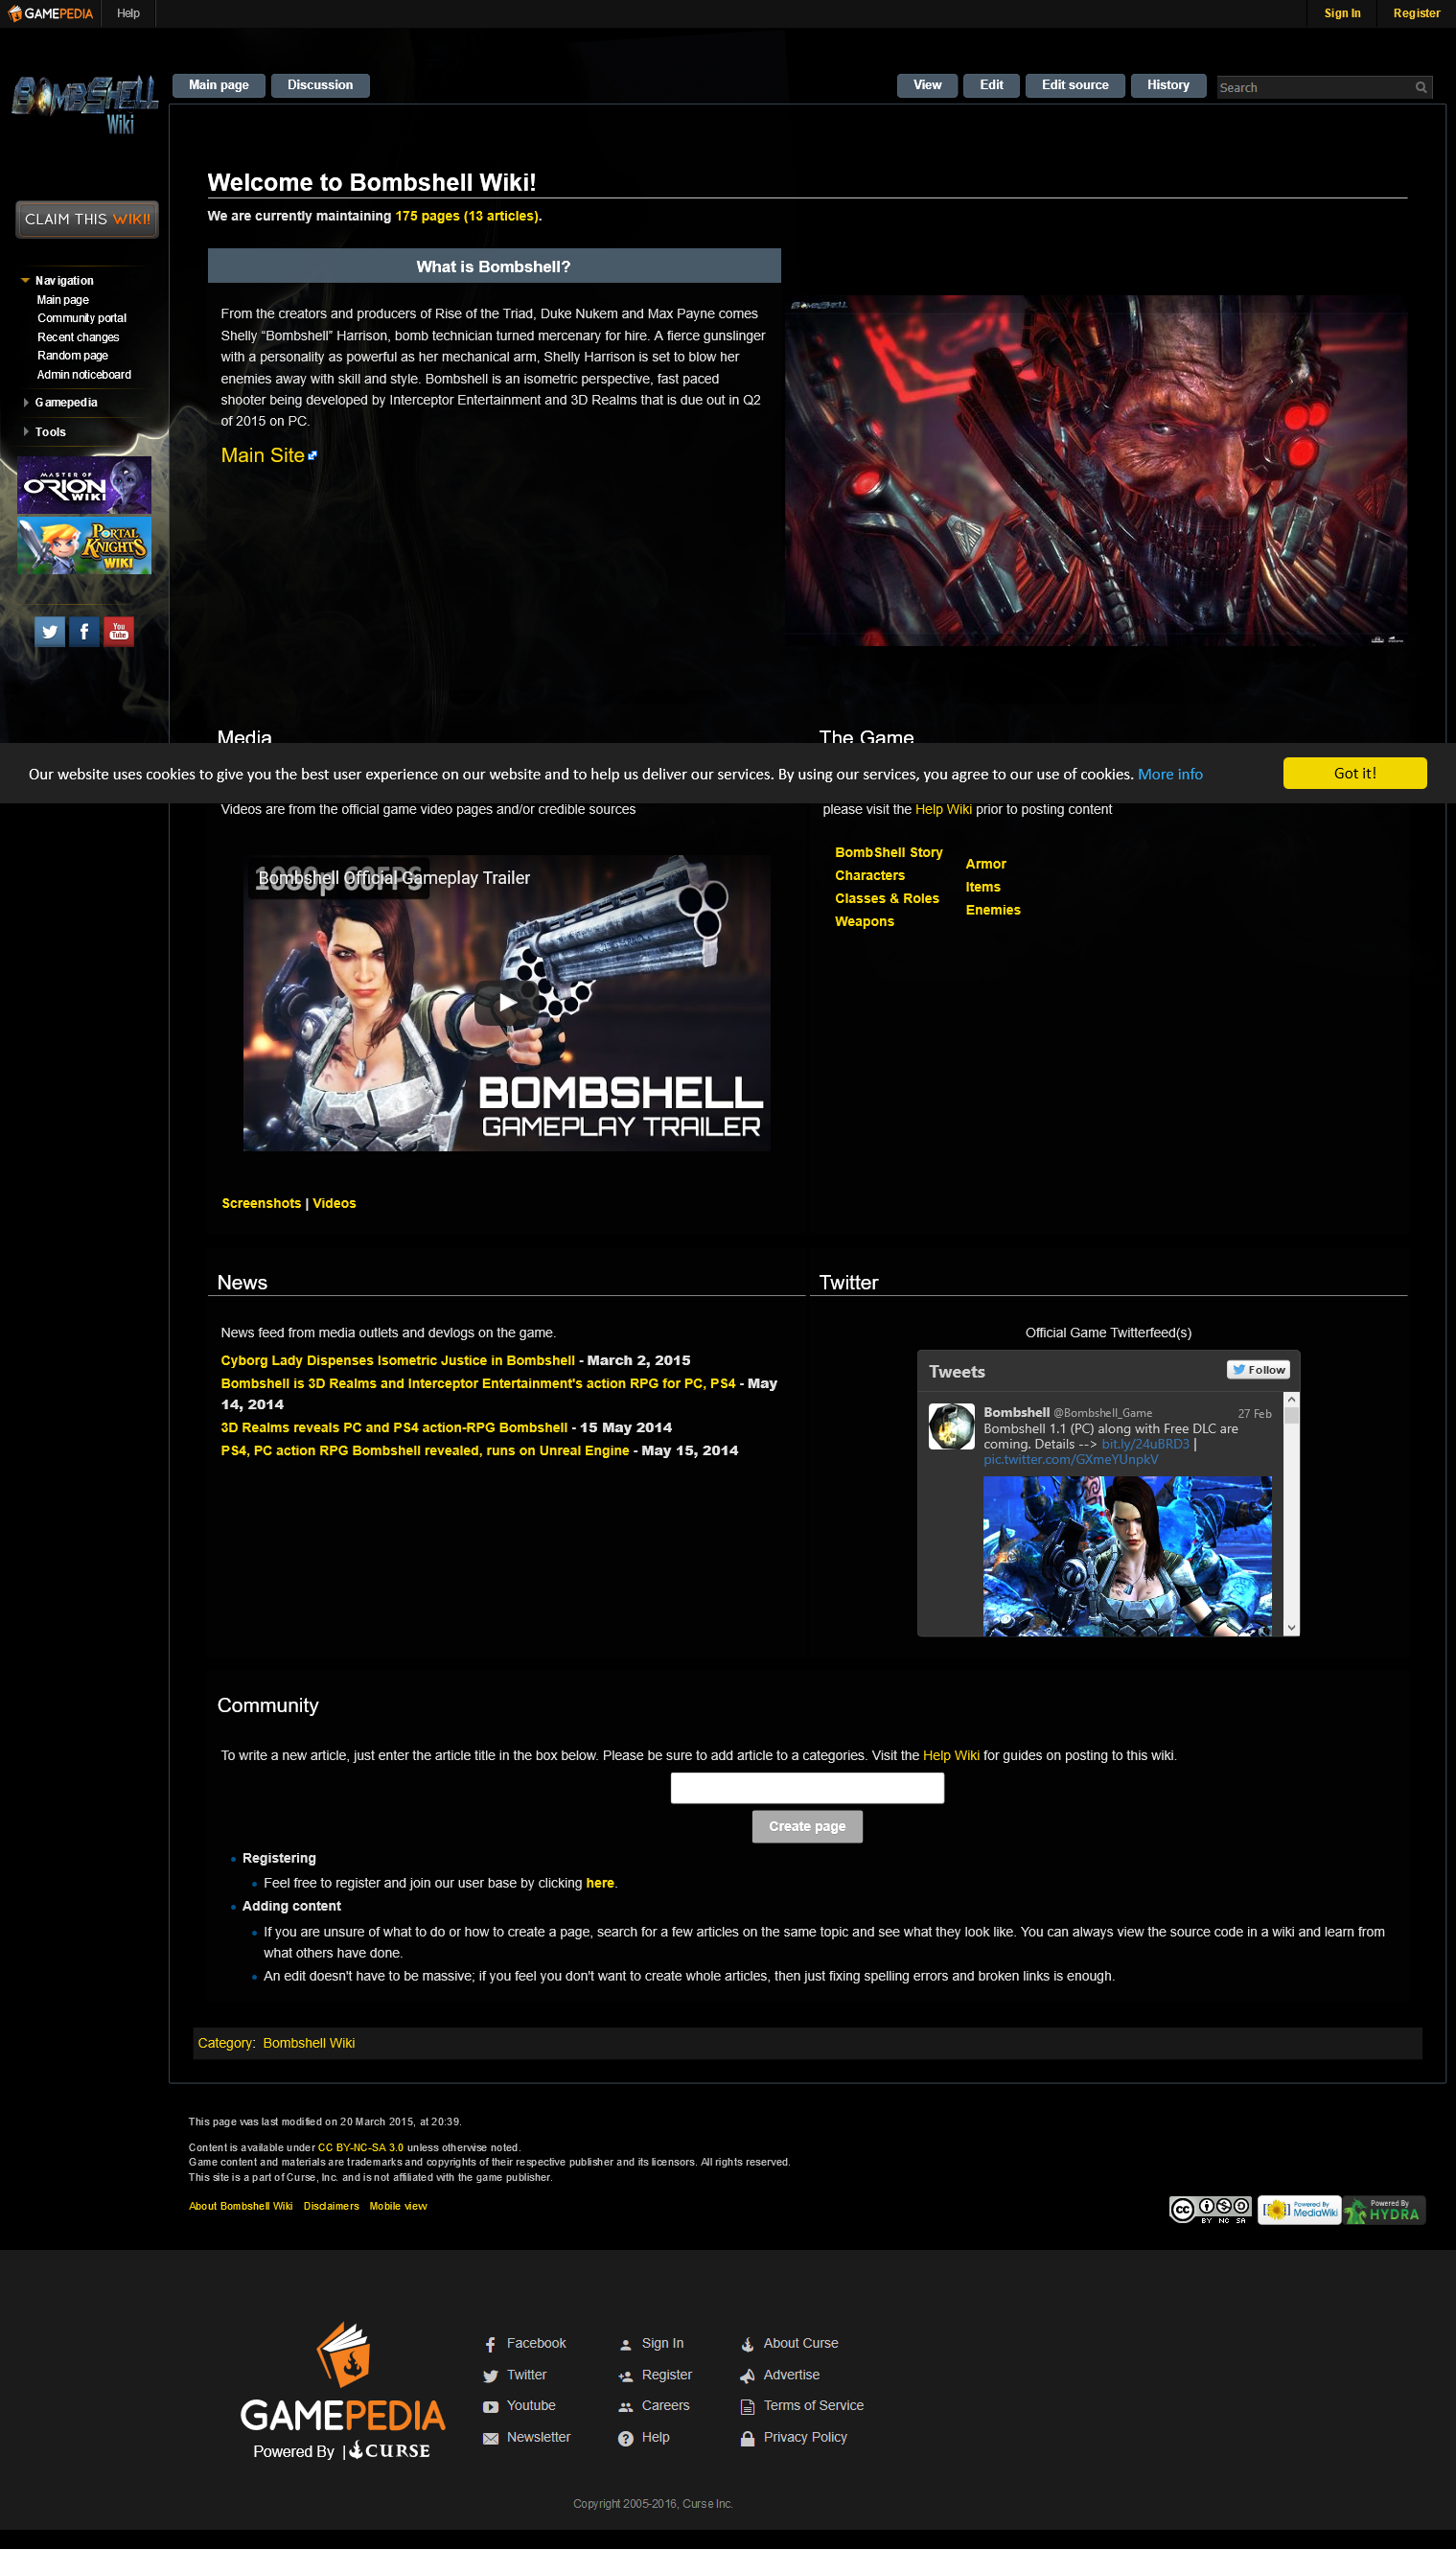 GAMEPEDIA
Help
Sign In
Register
BOMBSHELL
Wiki
Main page
Discussion
View
Edit
Edit source
History
Search
CLAIM THIS WIKI!
Navigation
Main page
Community portal
Recent changes
Random page
Admin noticeboard
Gamepedia
Tools
MASTER OF
ORION
WIKI
PORTAL
KNIGHTS
WIKI
You
Tube
Welcome to Bombshell Wiki!
We are currently maintaining 175 pages (13 articles).
What is Bombshell?
From the creators and producers of Rise of the Triad, Duke Nukem and Max Payne comes
Shelly “Bombshell” Harrison, bomb technician turned mercenary for hire. A fierce gunslinger
with a personality as powerful as her mechanical arm, Shelly Harrison is set to blow her
enemies away with skill and style. Bombshell is an isometric perspective, fast paced
shooter being developed by Interceptor Entertainment and 3D Realms that is due out in Q2
of 2015 on PC.
Main Site
BOMBSHELL
Media
The Game
Our website uses cookies to give you the best user experience on our website and to help us deliver our services. By using our services, you agree to our use of cookies. More info
Got it!
Videos are from the official game video pages and/or credible sources
please visit the Help Wiki prior to posting content
1080p 60FPS
Bombshell Official Gameplay Trailer
BOMBSHELL
GAMEPLAY TRAILER
BombShell Story
Characters
Classes & Roles
Weapons
Armor
Items
Enemies
Screenshots | Videos
News
News feed from media outlets and devlogs on the game.
Cyborg Lady Dispenses Isometric Justice in Bombshell - March 2, 2015
Bombshell is 3D Realms and Interceptor Entertainment's action RPG for PC, PS4 - May
14, 2014
3D Realms reveals PC and PS4 action-RPG Bombshell - 15 May 2014
PS4, PC action RPG Bombshell revealed, runs on Unreal Engine - May 15, 2014
Twitter
Official Game Twitterfeed(s)
Tweets
Follow
Bombshell @Bombshell_Game
27 Feb
Bombshell 1.1 (PC) along with Free DLC are
coming. Details --> bit.ly/24uBRD3 |
pic.twitter.com/GXmeYUnpkV
Community
To write a new article, just enter the article title in the box below. Please be sure to add article to a categories. Visit the Help Wiki for guides on posting to this wiki.
Create page
Registering
Feel free to register and join our user base by clicking here.
Adding content
If you are unsure of what to do or how to create a page, search for a few articles on the same topic and see what they look like. You can always view the source code in a wiki and learn from
what others have done.
An edit doesn't have to be massive; if you feel you don't want to create whole articles, then just fixing spelling errors and broken links is enough.
Category: Bombshell Wiki
This page was last modified on 20 March 2015, at 20:39.
Content is available under CC BY-NC-SA 3.0 unless otherwise noted.
Game content and materials are trademarks and copyrights of their respective publisher and its licensors. All rights reserved.
This site is a part of Curse, Inc. and is not affiliated with the game publisher.
About Bombshell Wiki
Disclaimers
Mobile view
cc
BY NC SA
Powered By
MediaWiki
Powered By
HYDRA
GAMEPEDIA
Powered By | CURSE
Facebook
Twitter
Youtube
Newsletter
Sign In
Register
Careers
Help
About Curse
Advertise
Terms of Service
Privacy Policy
Copyright 2005-2016, Curse Inc.